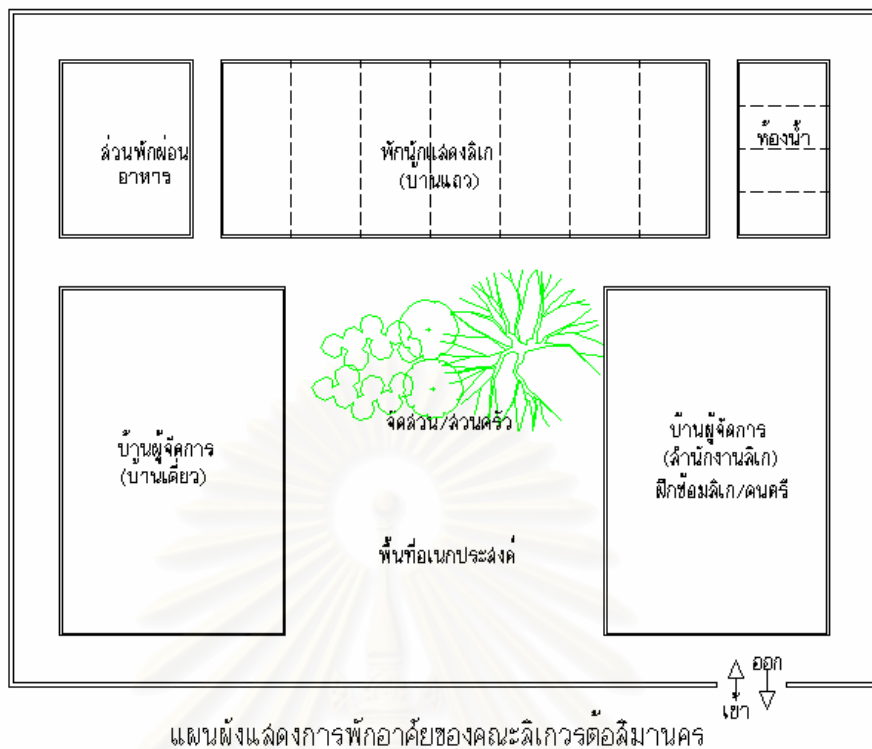 ส่วนพักผ่อน
อาหาร
พักนักแสดงลิเก
(บ้านแถว)
ห้องน้ำ
จัดสวน/สวนครัว
บ้านผู้จัดการ
(บ้านเดี่ยว)
บ้านผู้จัดการ
(สำนักงานลิเก)
ฝึกซ้อมลิเก/ดนตรี
พื้นที่อเนกประสงค์
ออก
เข้า
แผนผังแสดงการพักอาศัยของคณะลิเกวรต่อสิมานคร